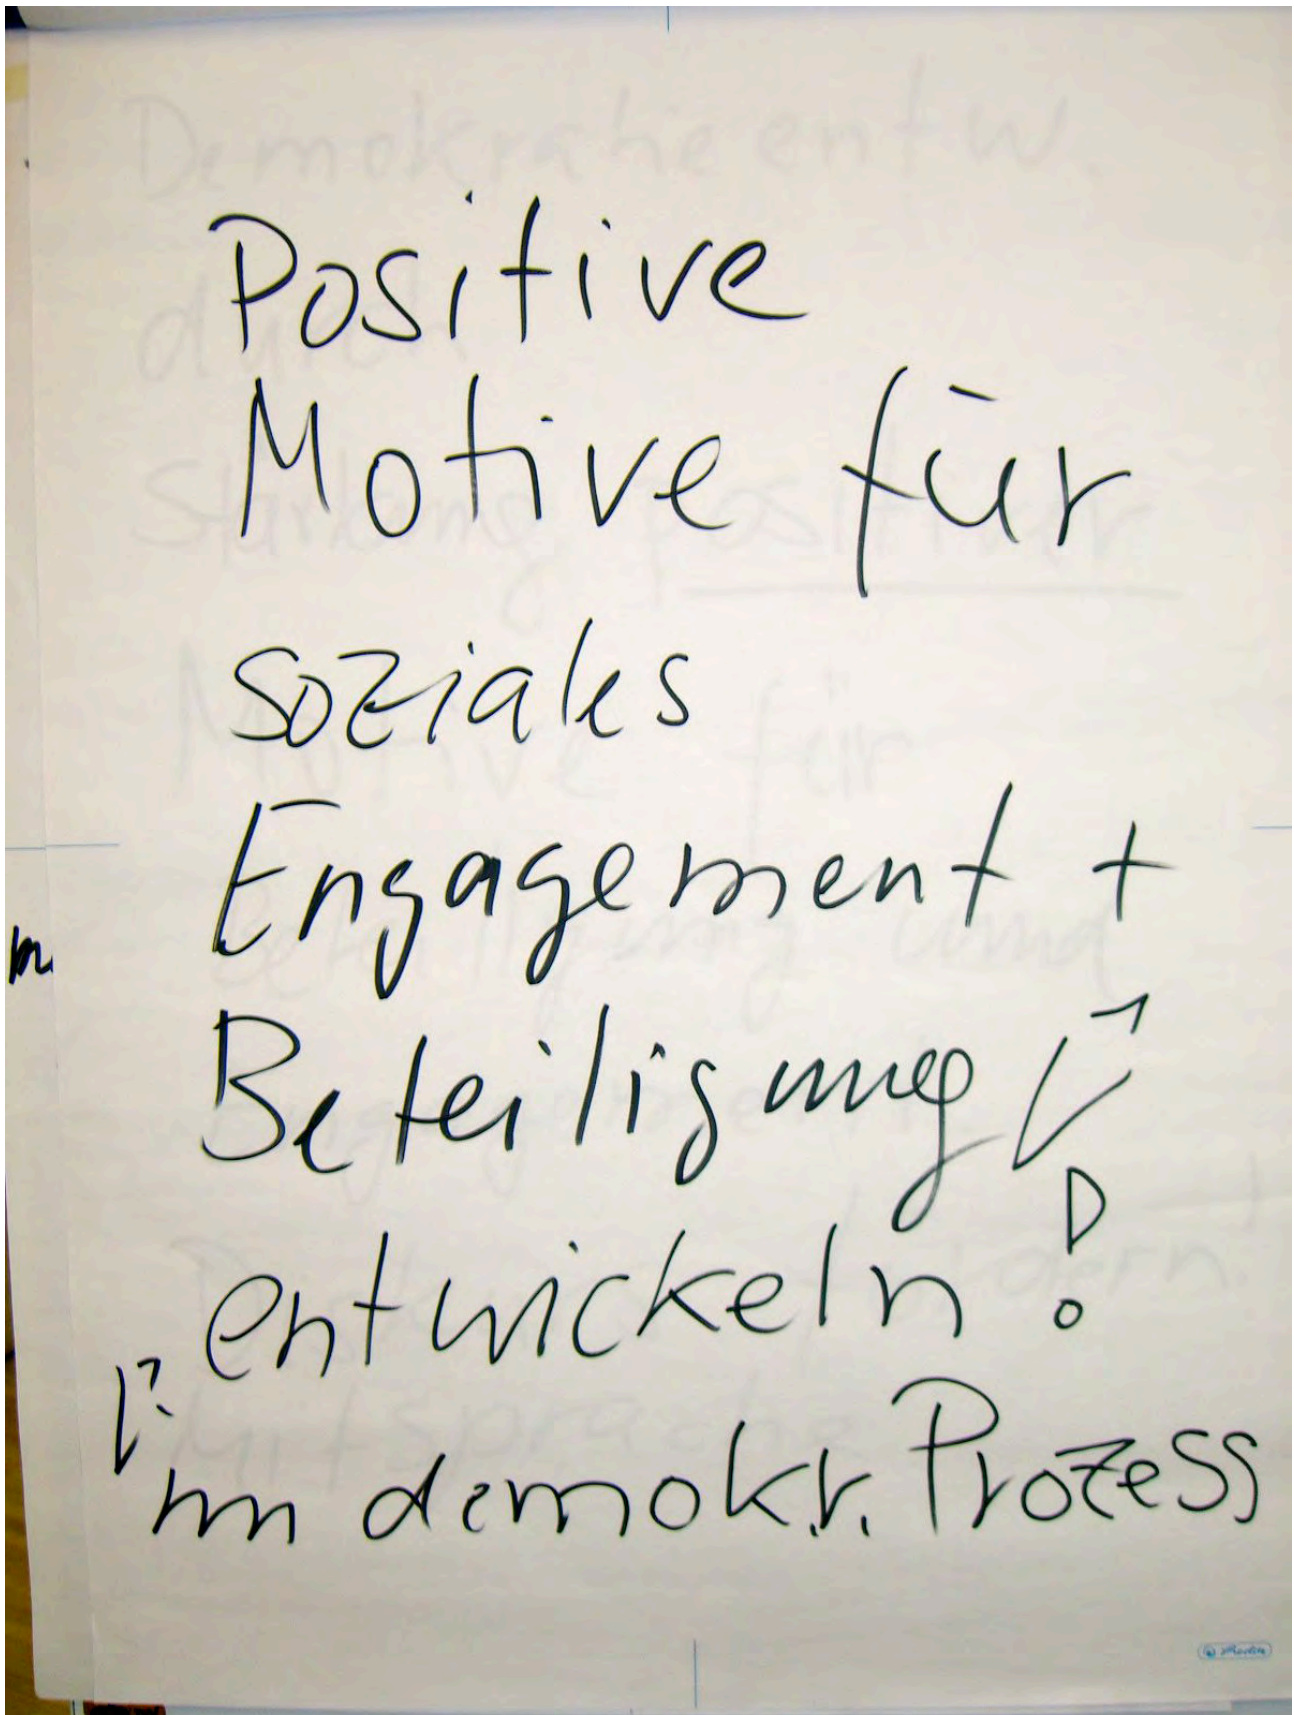 Positive
Motive für
soziales
Engagement +
Beteiligung
entwickeln!
im demokr. Prozess